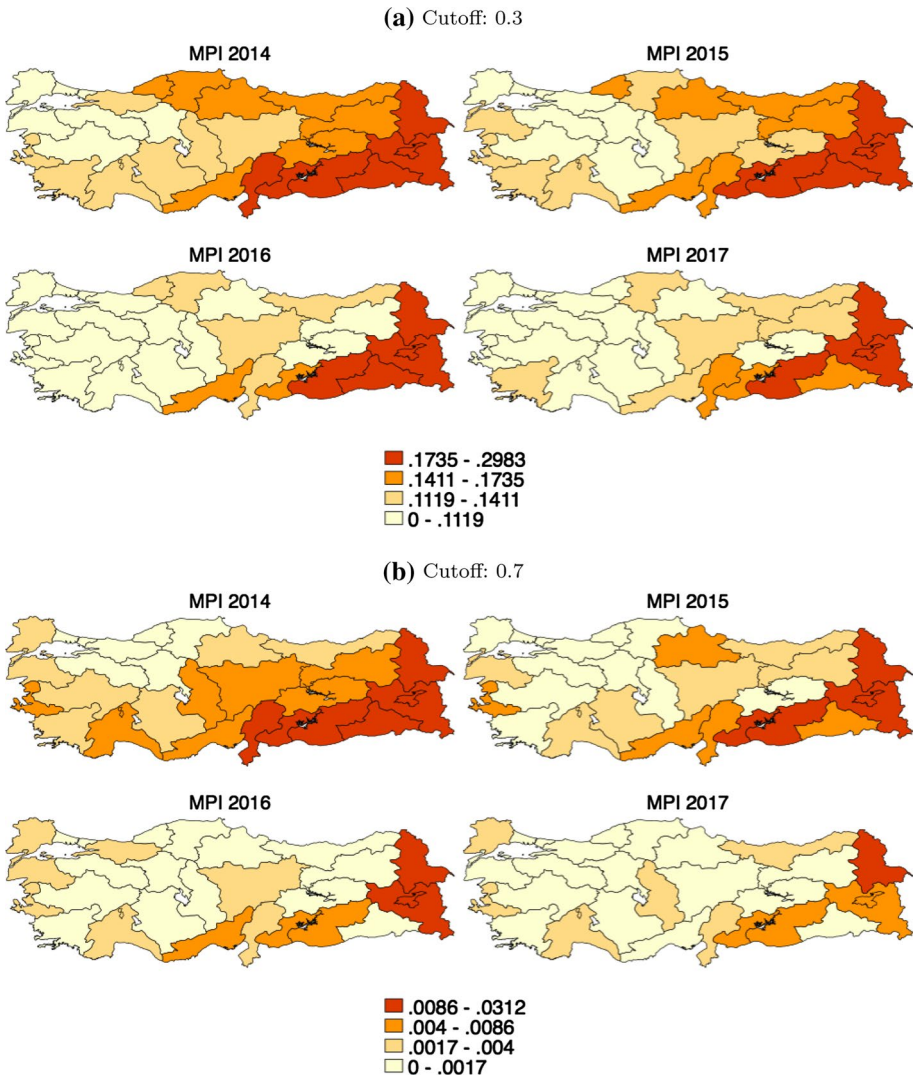 (a) Cutoff: 0.3
MPI 2014
MPI 2015
MPI 2016
MPI 2017
.1735 - .2983
.1411 - .1735
.1119 - .1411
0 - .1119
(b) Cutoff: 0.7
MPI 2014
MPI 2015
MPI 2016
MPI 2017
.0086 - .0312
.004 - .0086
.0017 - .004
0 - .0017